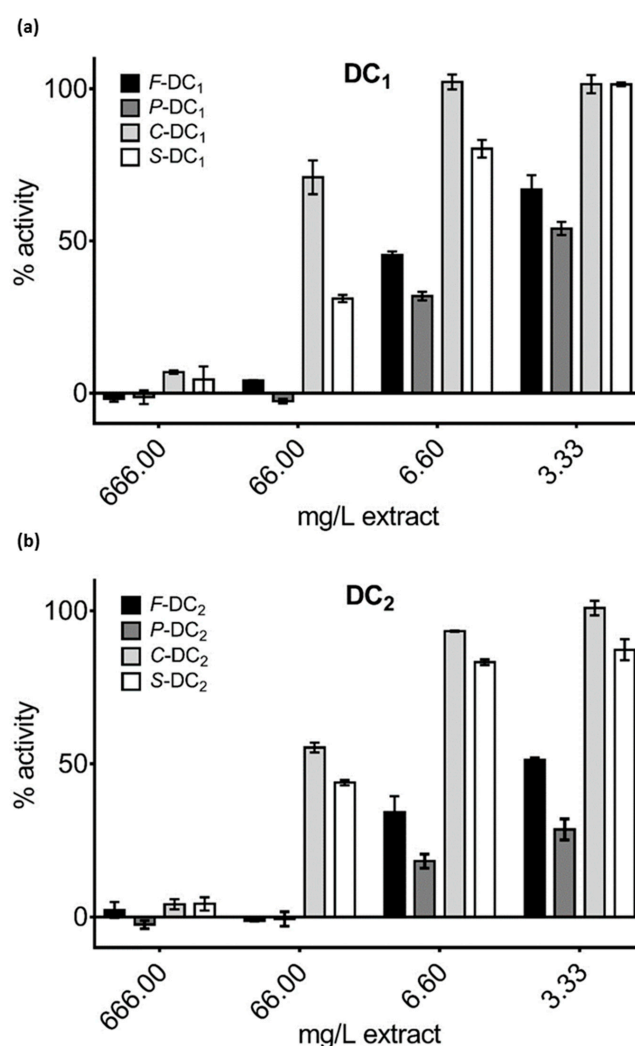 (a)
DC₁
F-DC₁
P-DC₁
C-DC₁
S-DC₁
100
50
0
% activity
666.00
66.00
6.60
3.33
mg/L extract
(b)
DC₂
F-DC₂
P-DC₂
C-DC₂
S-DC₂
100
50
0
% activity
666.00
66.00
6.60
3.33
mg/L extract